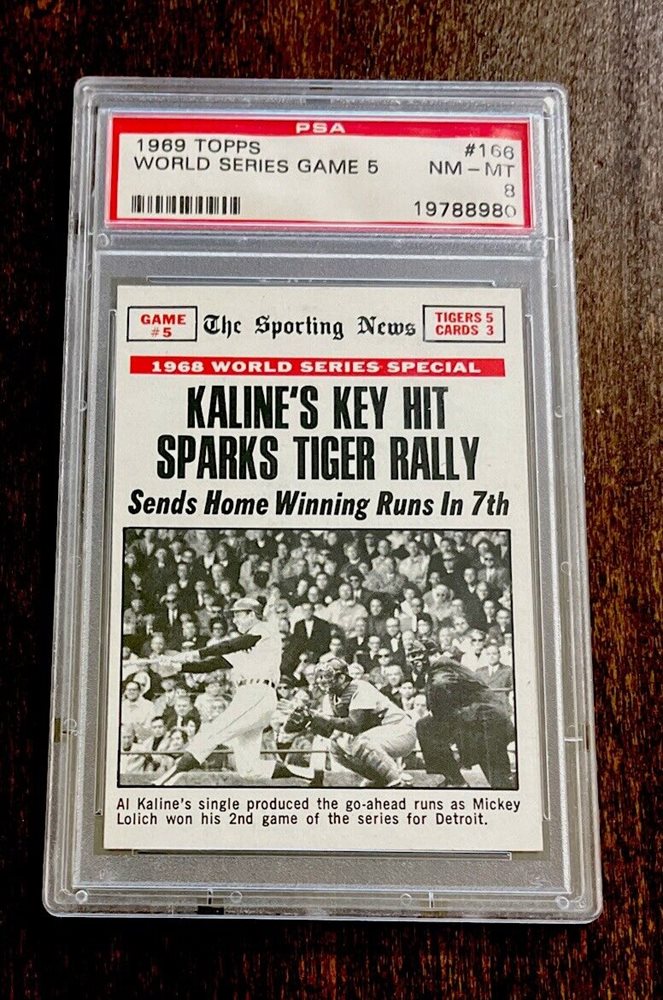 PSA
1969 TOPPS #166
WORLD SERIES GAME 5 NM - MT
8
19788980
GAME
#5
The Sporting News
TIGERS 5
CARDS 3
1968 WORLD SERIES SPECIAL
KALINE'S KEY HIT
SPARKS TIGER RALLY
Sends Home Winning Runs In 7th
Al Kaline's single produced the go-ahead runs as Mickey
Lolich won his 2nd game of the series for Detroit.